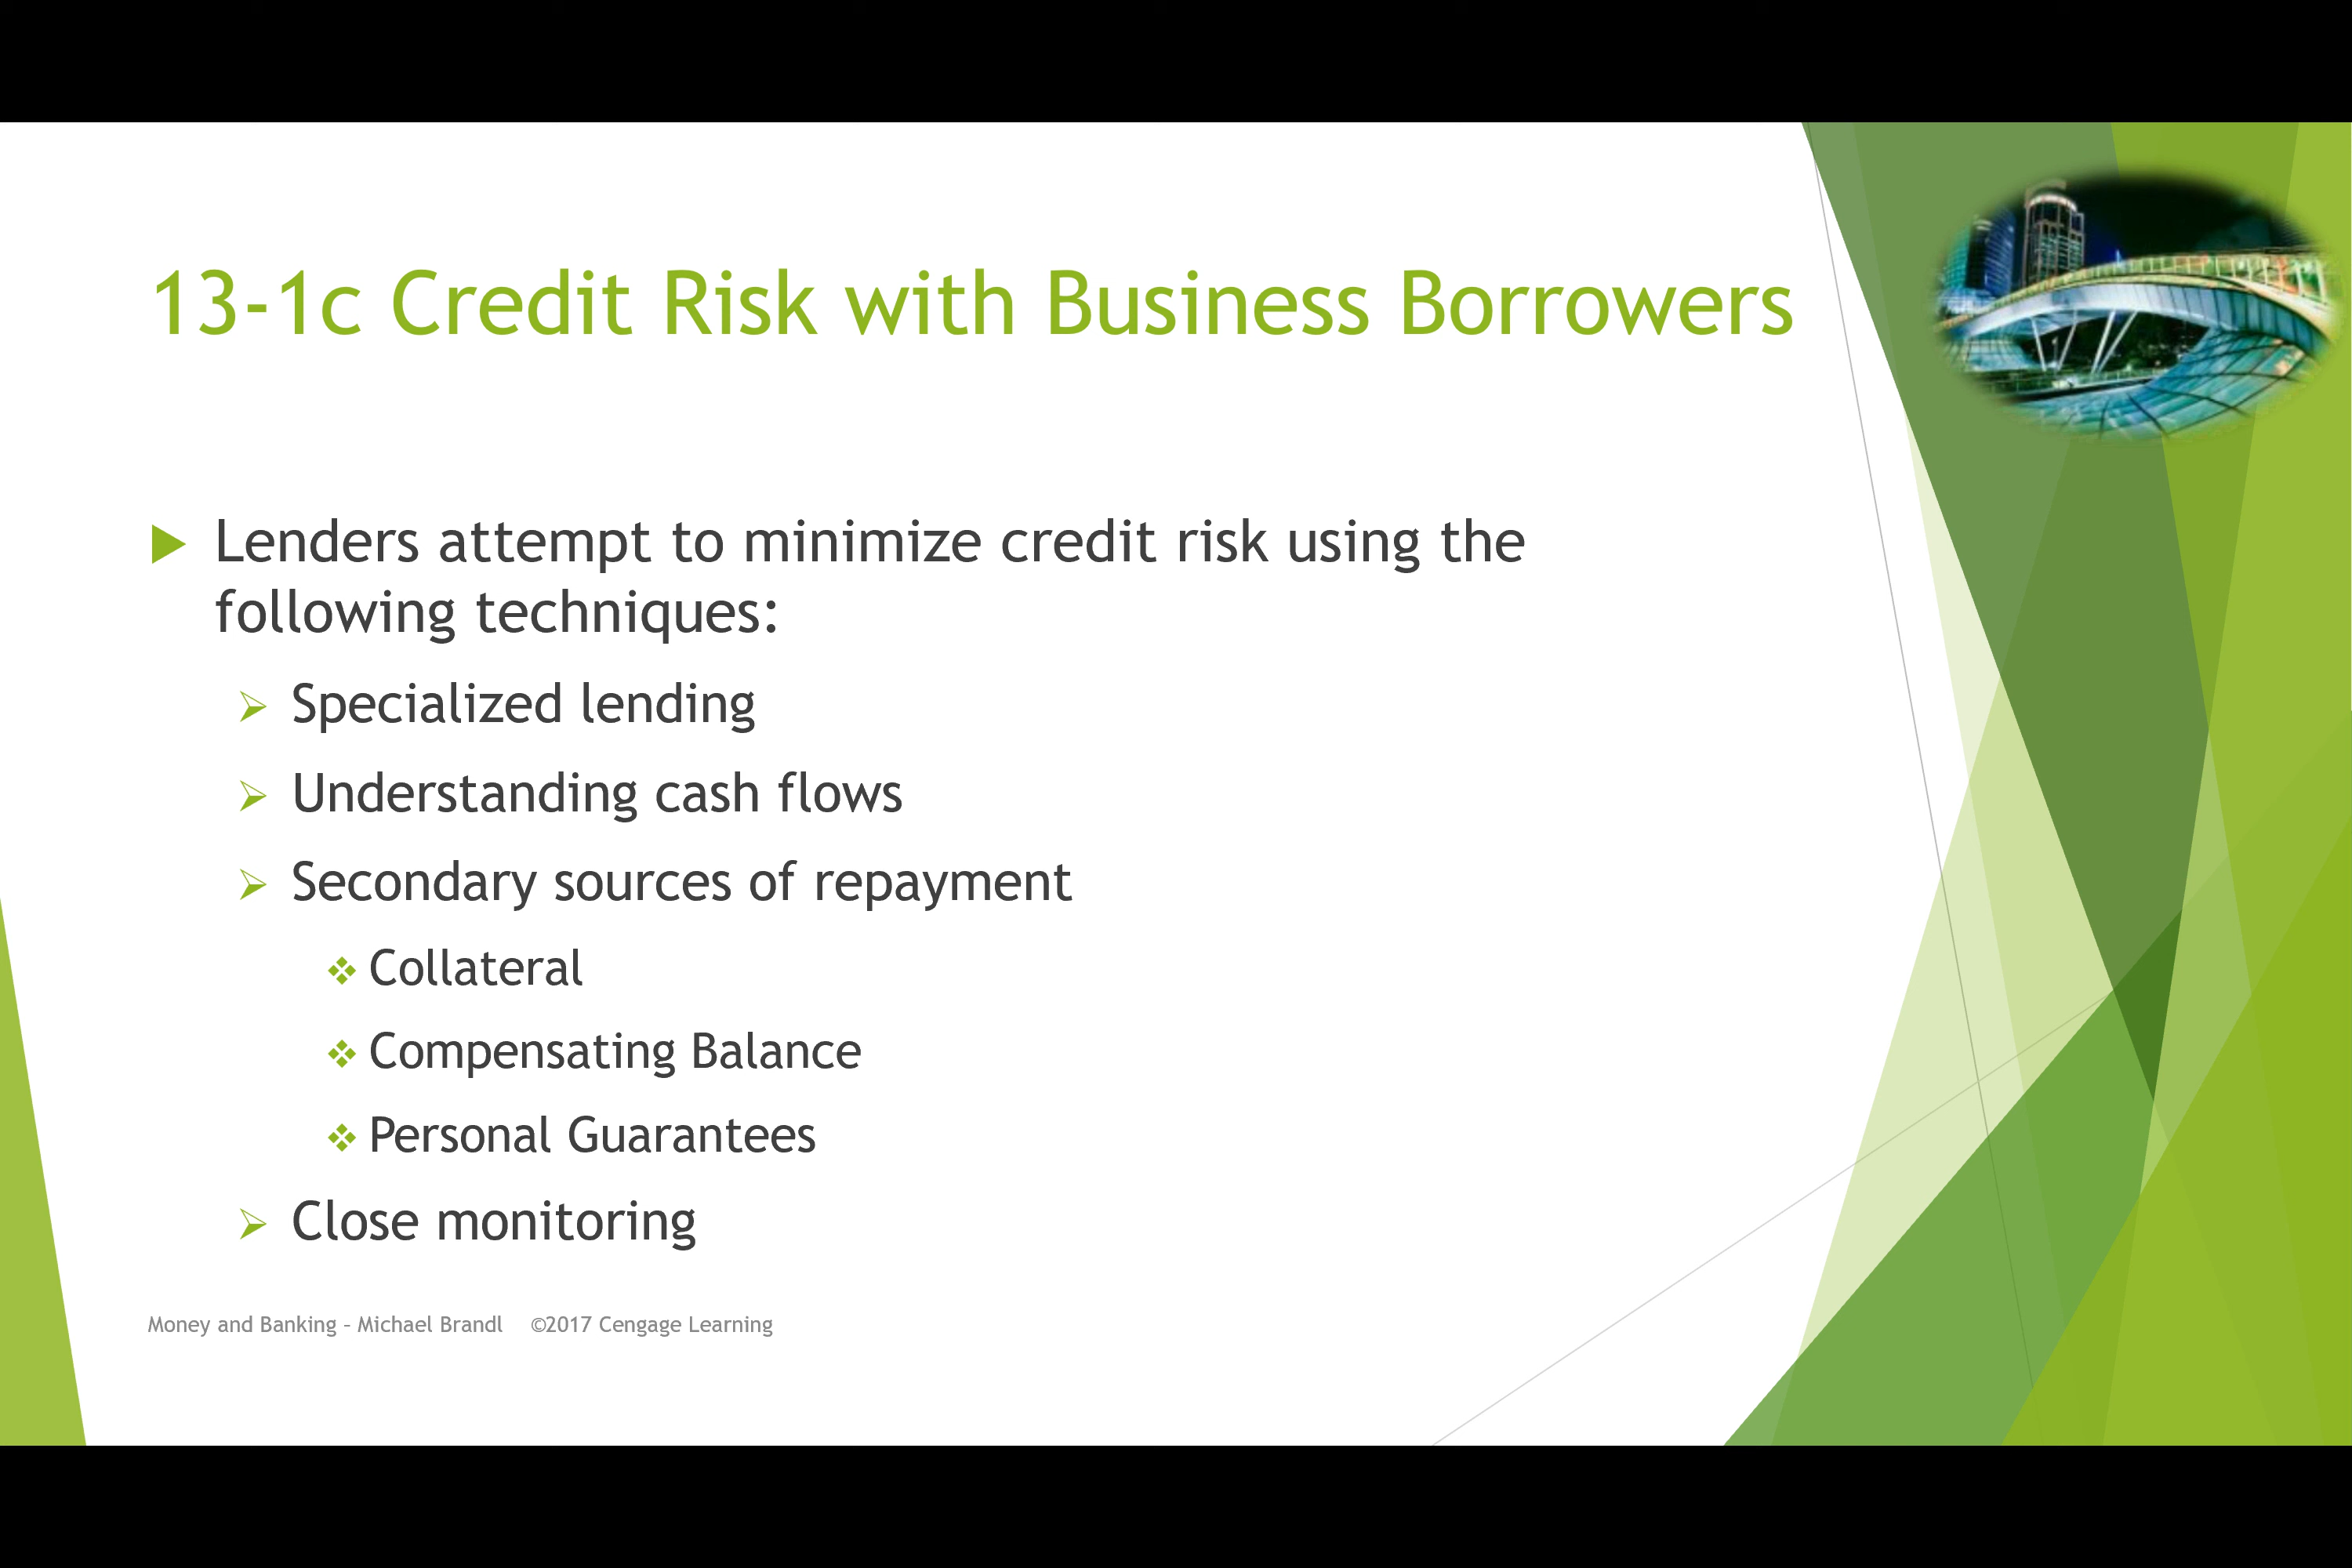 13-1c Credit Risk with Business Borrowers
Lenders attempt to minimize credit risk using the
following techniques:
Specialized lending
Understanding cash flows
Secondary sources of repayment
Collateral
Compensating Balance
Personal Guarantees
Close monitoring
Money and Banking – Michael Brandl ©2017 Cengage Learning